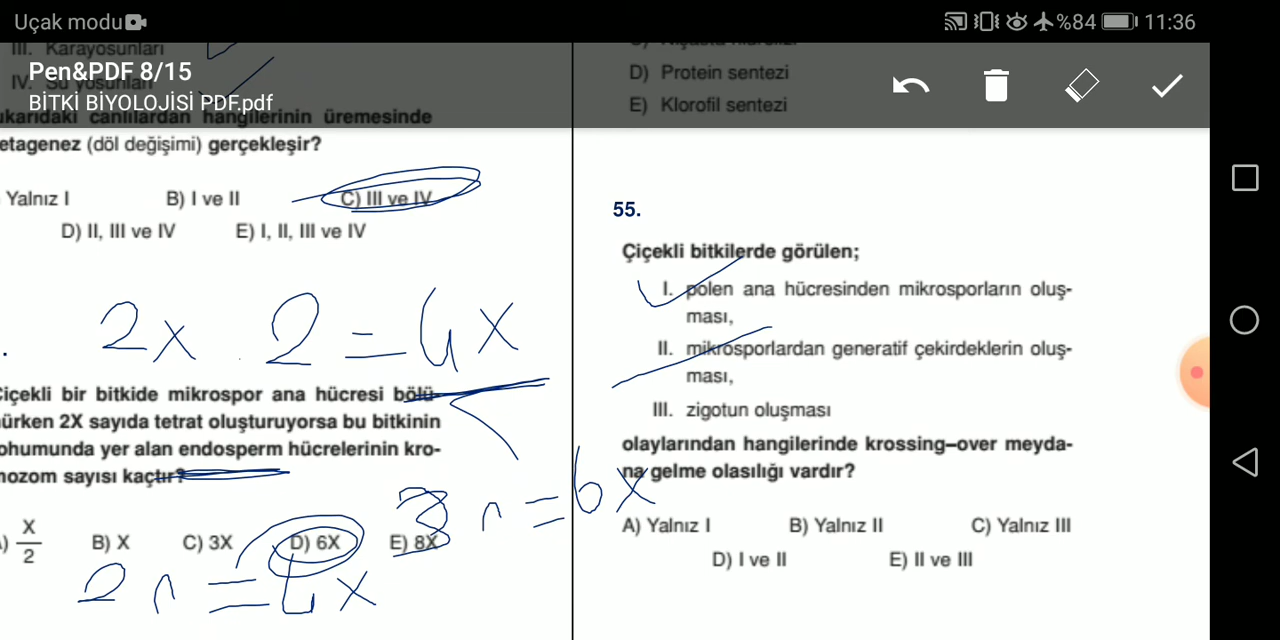 Uçak modu
%84 11:36
III. Karayosunları
Pen&PDF 8/15
IV. Su yosunları
BİTKİ BİYOLOJİSİ PDF.pdf
ukarıdaki canlılardan hangilerinin üremesinde
etagenez (döl değişimi) gerçekleşir?
Yalnız I B) I ve II C) III ve IV
D) II, III ve IV E) I, II, III ve IV
2x . 2 = 4x
Çiçekli bir bitkide mikrospor ana hücresi bölü-
nürken 2X sayıda tetrat oluşturuyorsa bu bitkinin
ohumunda yer alan endosperm hücrelerinin kro-
mozom sayısı kaçtır?
3n = 6x
) X/2 B) X C) 3X D) 6X E) 8X
2n = 4x
D) Protein sentezi
E) Klorofil sentezi
55.
Çiçekli bitkilerde görülen;
I. polen ana hücresinden mikrosporların oluş-
ması,
II. mikrosporlardan generatif çekirdeklerin oluş-
ması,
III. zigotun oluşması
olaylarından hangilerinde krossing–over meyda-
na gelme olasılığı vardır?
A) Yalnız I B) Yalnız II C) Yalnız III
D) I ve II E) II ve III